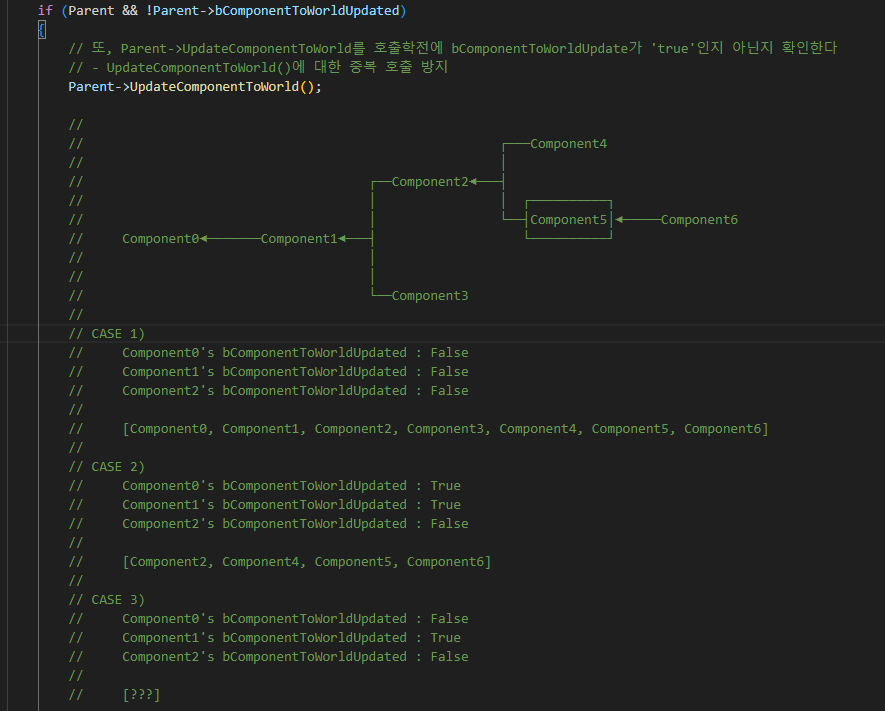 if (Parent && !Parent->bComponentToWorldUpdated)
{
// 또, Parent->UpdateComponentToWorld를 호출학전에 bComponentToWorldUpdate가 'true'인지 아닌지 확인한다
// - UpdateComponentToWorld()에 대한 중복 호출 방지
Parent->UpdateComponentToWorld();
//
// ┌──Component4
// │
// ┌──Component2◄───┤
// │ │ ┌──────────┐
// │ └──┤Component5│◄─────Component6
// Component0◄───────Component1◄───┤ └──────────┘
// │
// │
// └──Component3
//
// CASE 1)
// Component0's bComponentToWorldUpdated : False
// Component1's bComponentToWorldUpdated : False
// Component2's bComponentToWorldUpdated : False
//
// [Component0, Component1, Component2, Component3, Component4, Component5, Component6]
//
// CASE 2)
// Component0's bComponentToWorldUpdated : True
// Component1's bComponentToWorldUpdated : True
// Component2's bComponentToWorldUpdated : False
//
// [Component2, Component4, Component5, Component6]
//
// CASE 3)
// Component0's bComponentToWorldUpdated : False
// Component1's bComponentToWorldUpdated : True
// Component2's bComponentToWorldUpdated : False
//
// [???]